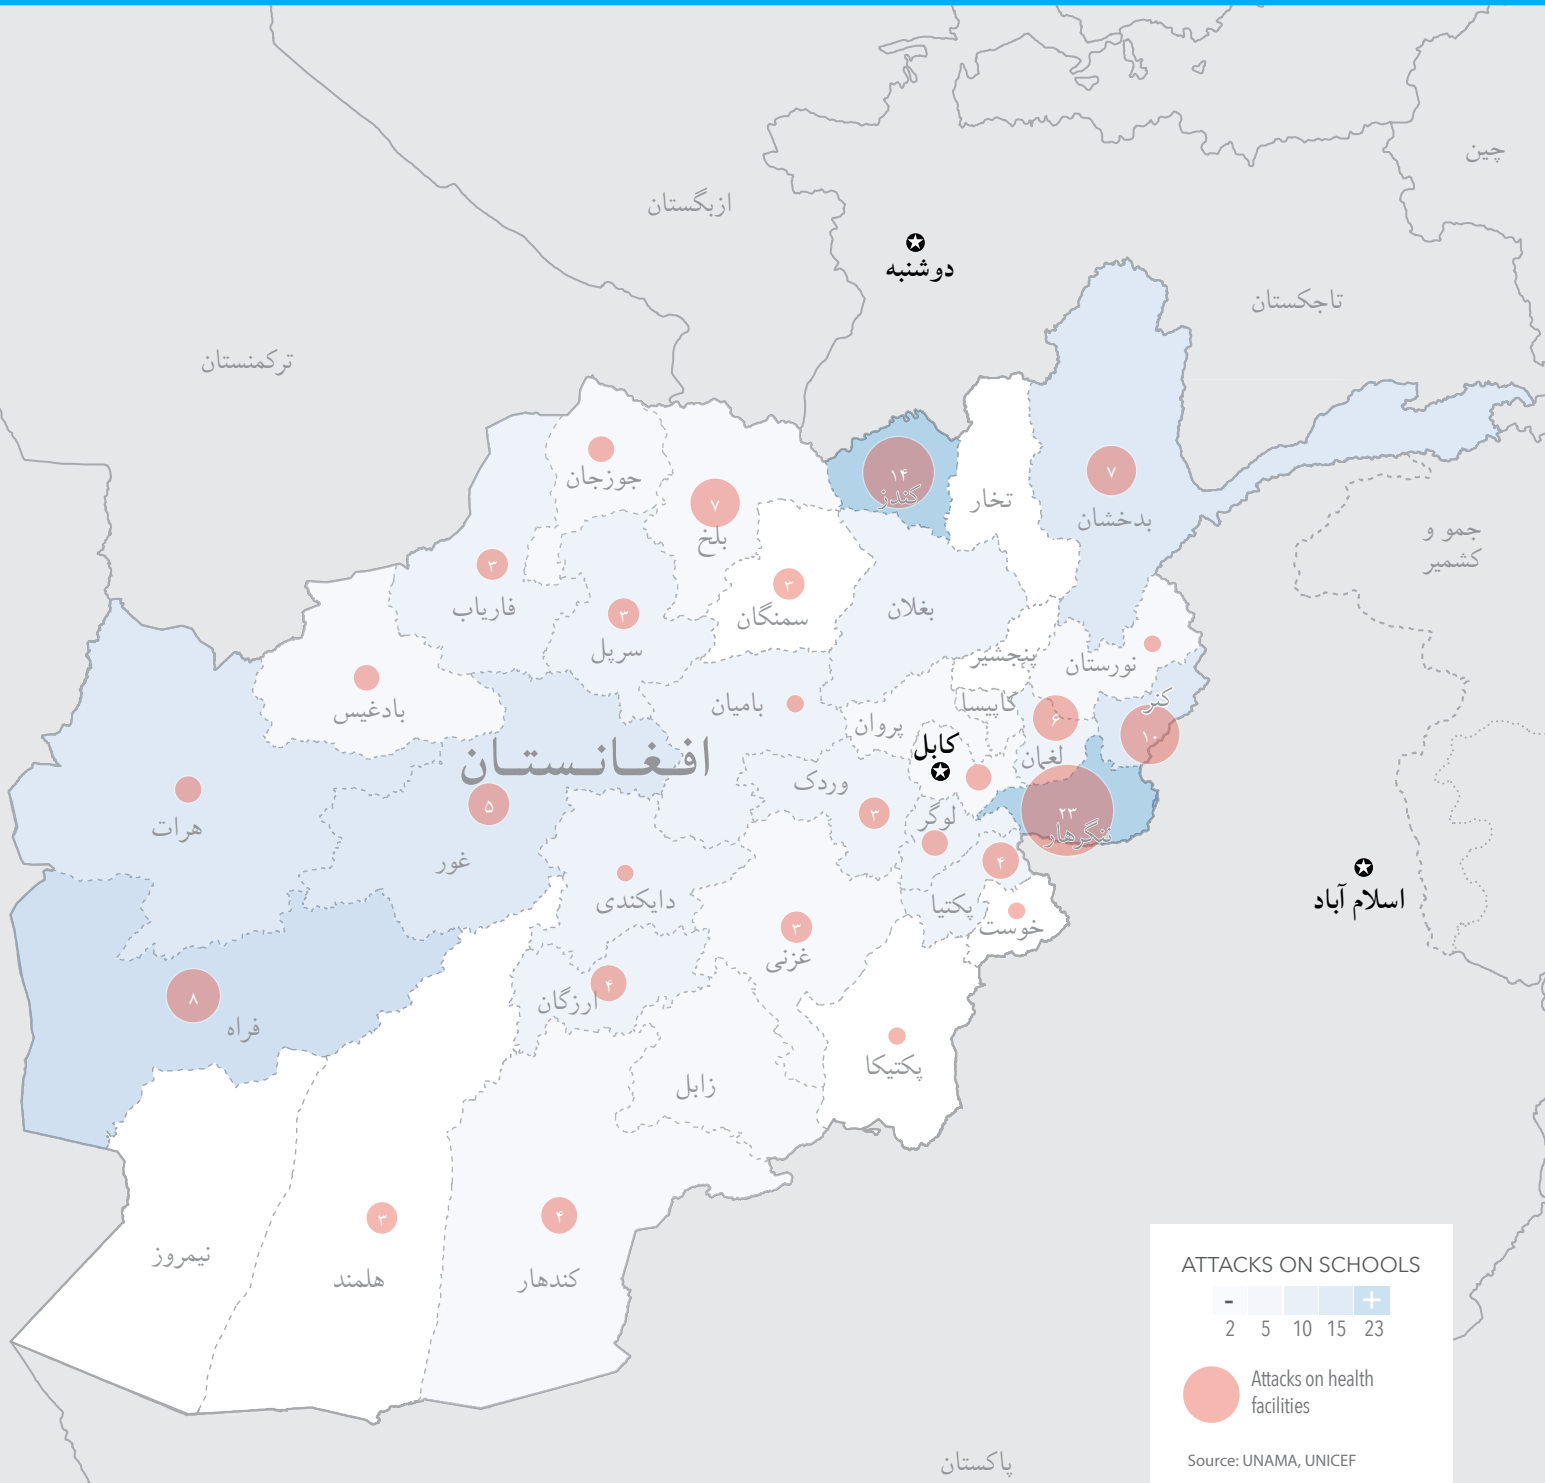 چین
ازبگستان
دوشنبه
تاجکستان
ترکمنستان
جوزجان
۱۴
کندز
۷
بدخشان
تخار
۷
بلخ
جمو و
کشمیر
۳
فاریاب
۳
سمنگان
۳
سرپل
بغلان
پنجشیر
نورستان
بادغیس
بامیان
کاپیسا
پروان
۶
لغمان
کنر
۱۰
افـغـانـستـان
کابل
وردک
۳
لوگر
۲۳
ننگرهار
هرات
۵
غور
۴
پکتیا
خوست
اسلام آباد
دایکندی
۳
غزنی
۴
ارزگان
۸
فراه
پکتیکا
زابل
نیمروز
۳
هلمند
۴
کندهار
پاکستان
ATTACKS ON SCHOOLS
- +
2 5 10 15 23
Attacks on health
facilities
Source: UNAMA, UNICEF